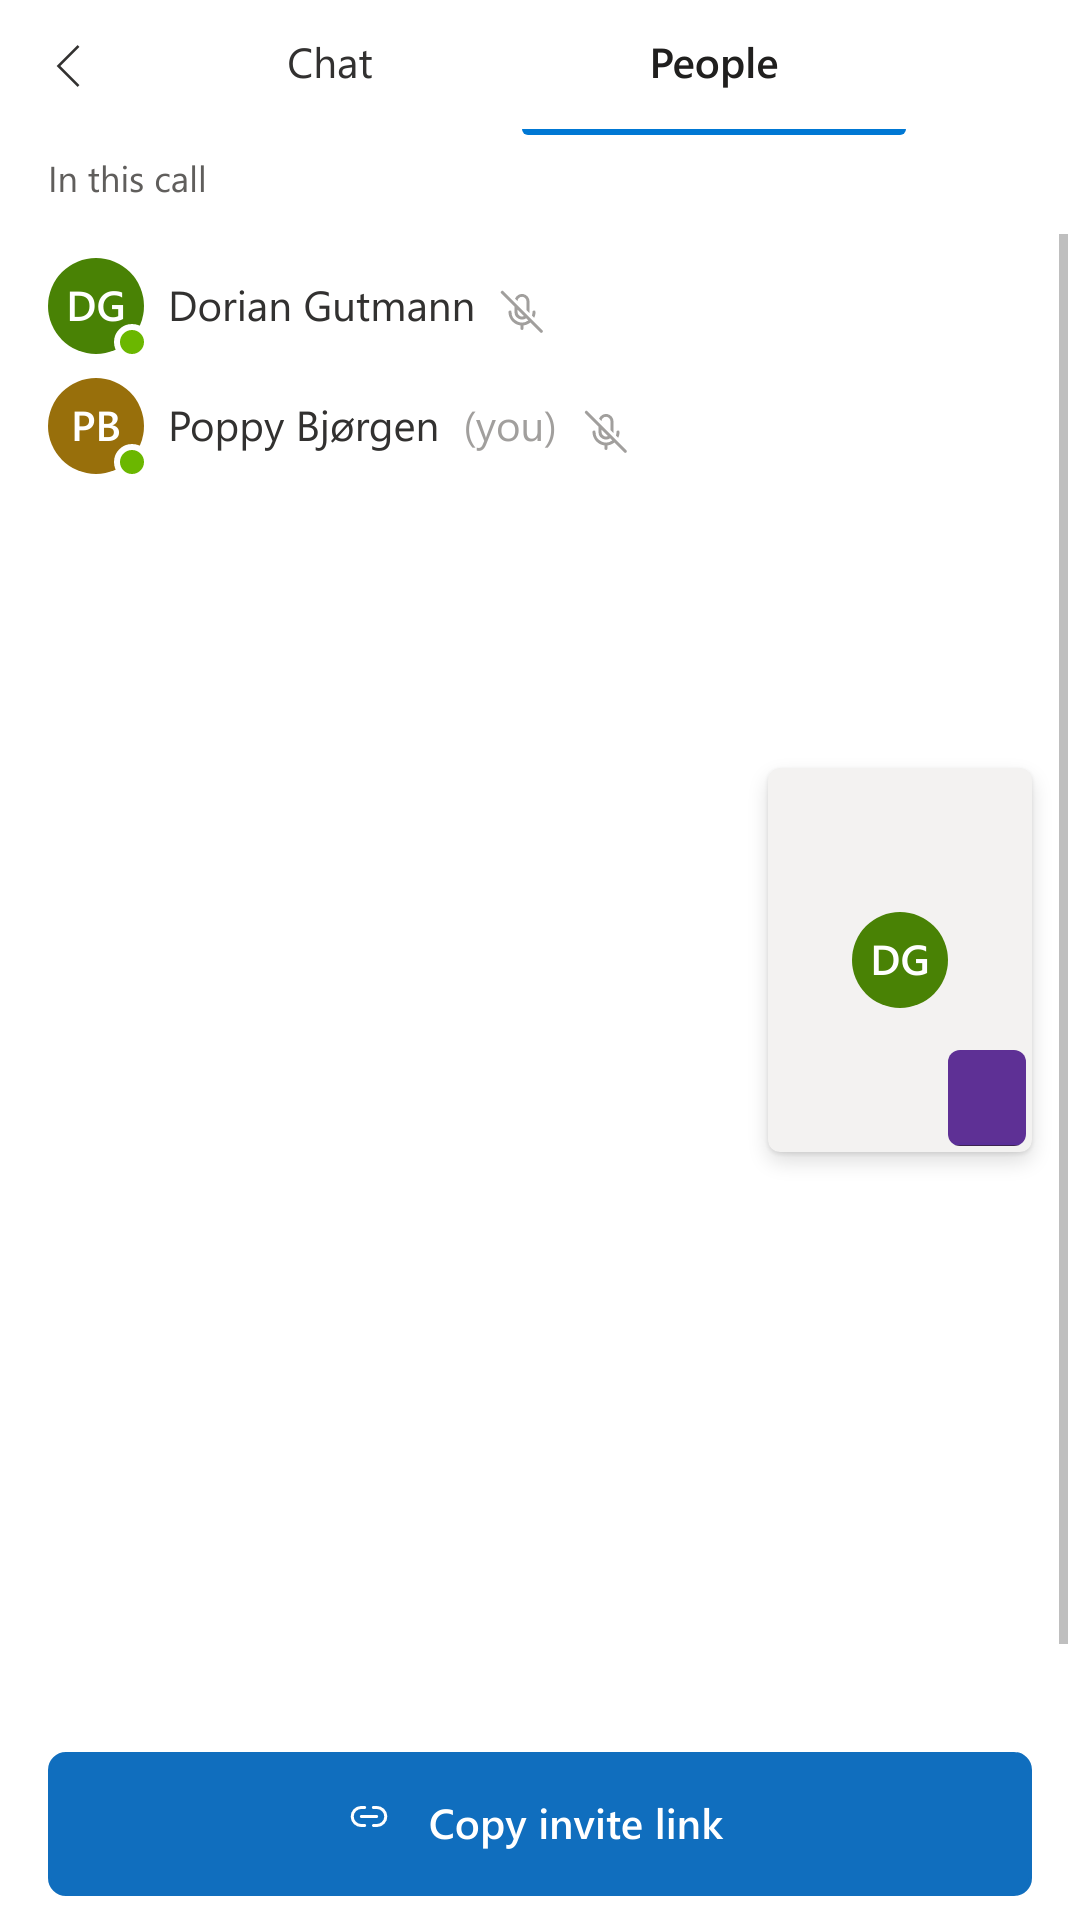 Chat People
In this call
DG Dorian Gutmann
PB Poppy Bjørgen (you)
DG
Copy invite link